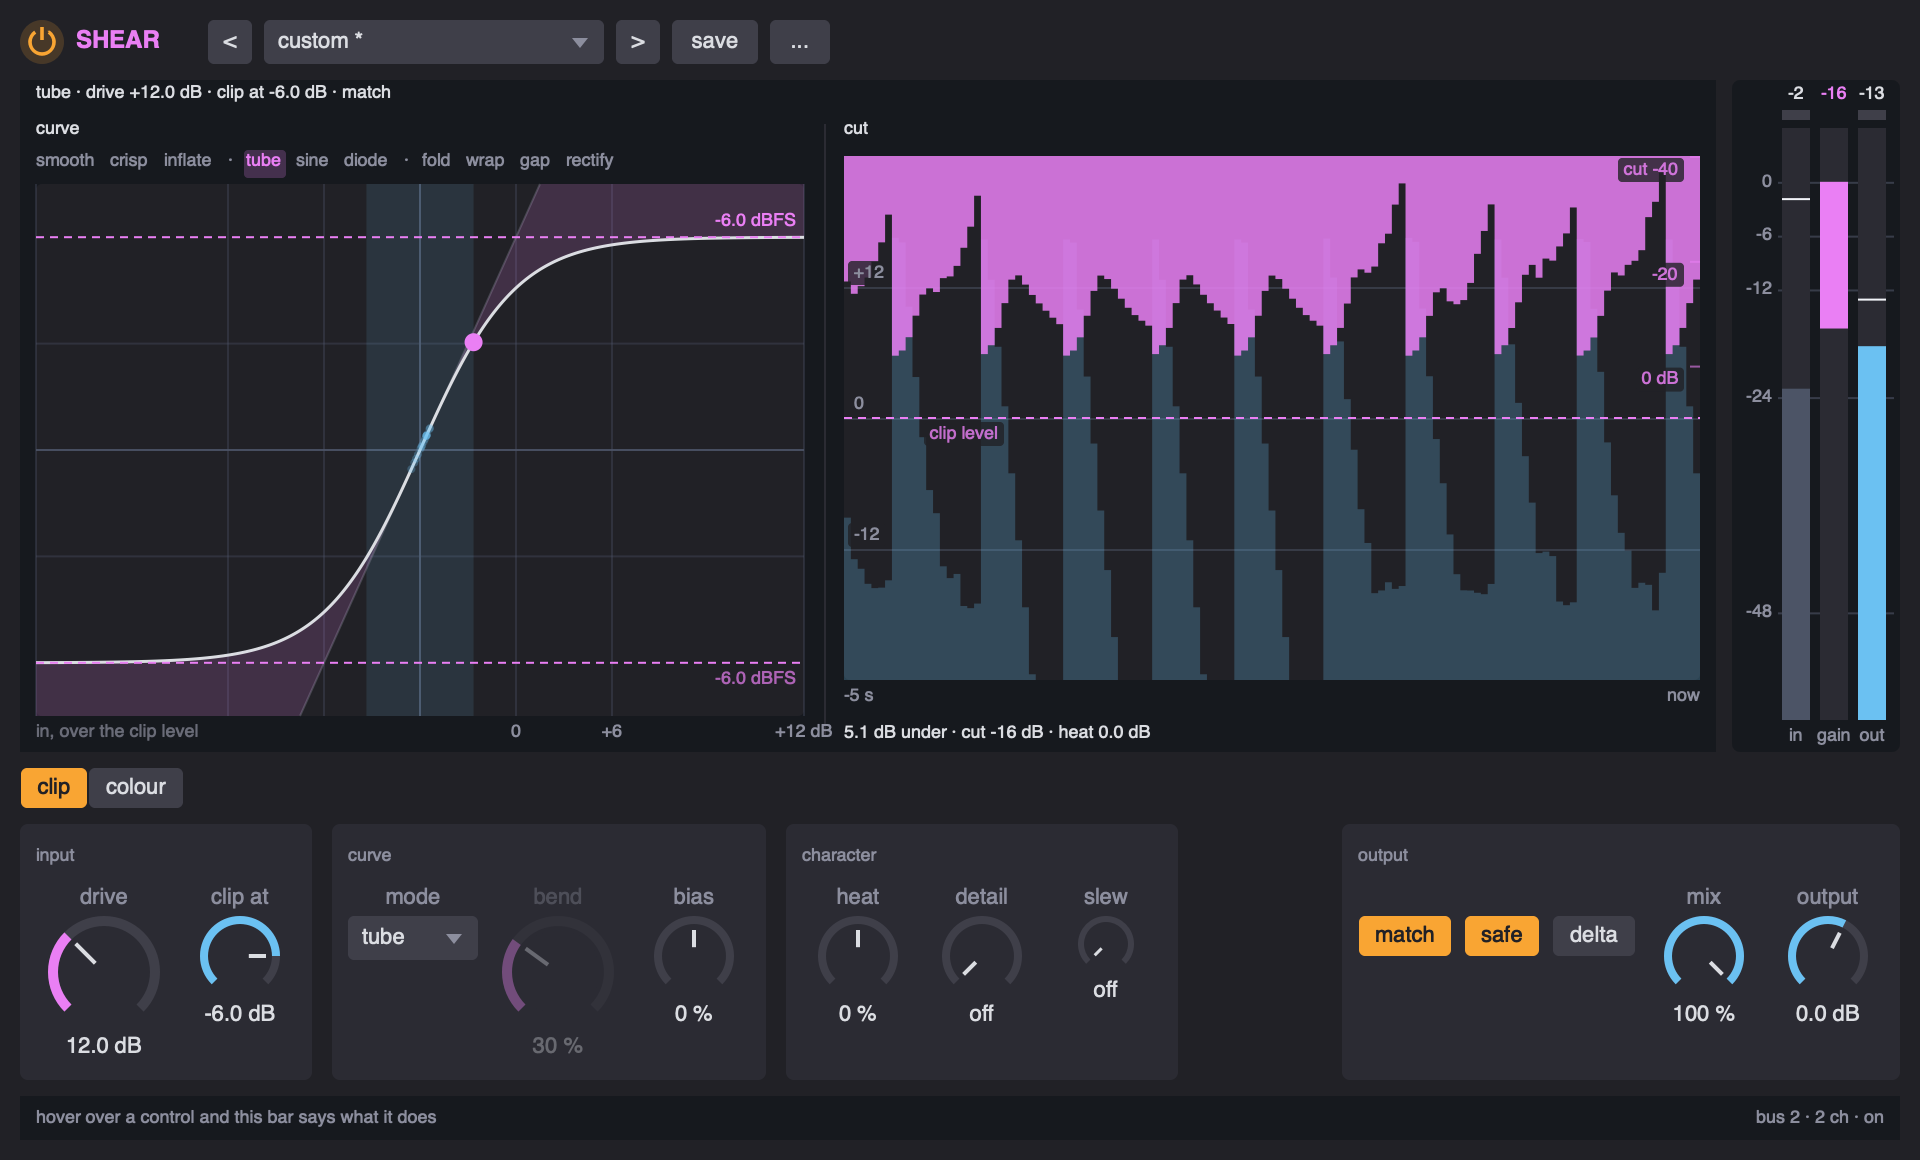 SHEAR < custom * > save ...
tube · drive +12.0 dB · clip at -6.0 dB · match
curve
smooth crisp inflate · tube sine diode · fold wrap gap rectify
-6.0 dBFS
-6.0 dBFS
in, over the clip level 0 +6 +12 dB
cut
cut -40
+12
-20
0 dB
0
clip level
-12
-5 s now
5.1 dB under · cut -16 dB · heat 0.0 dB
-2 -16 -13
0
-6
-12
-24
-48
in gain out
clip colour
input
drive clip at
-6.0 dB
12.0 dB
curve
mode bend bias
tube
0 %
30 %
character
heat detail slew
off
0 % off
output
mix output
match safe delta
100 % 0.0 dB
hover over a control and this bar says what it does
bus 2 · 2 ch · on